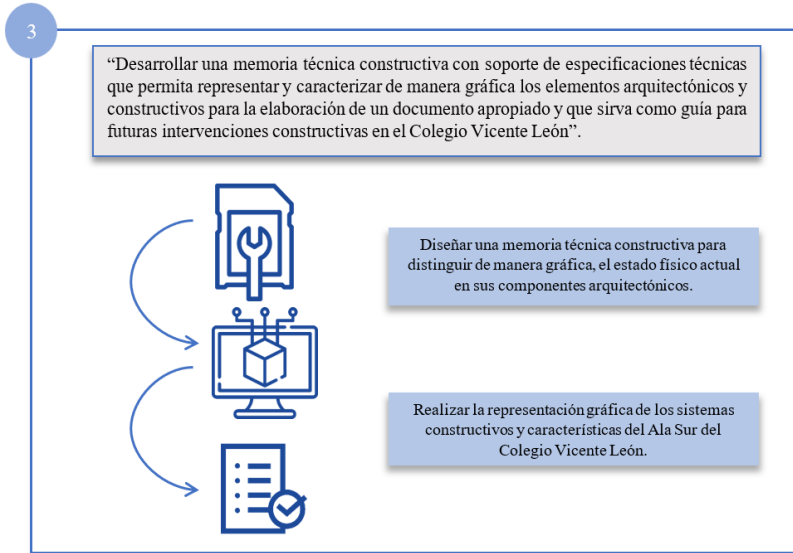 3
“Desarrollar una memoria técnica constructiva con soporte de especificaciones técnicas
que permita representar y caracterizar de manera gráfica los elementos arquitectónicos y
constructivos para la elaboración de un documento apropiado y que sirva como guía para
futuras intervenciones constructivas en el Colegio Vicente León”.
Diseñar una memoria técnica constructiva para
distinguir de manera gráfica, el estado físico actual
en sus componentes arquitectónicos.
Realizar la representación gráfica de los sistemas
constructivos y características del Ala Sur del
Colegio Vicente León.